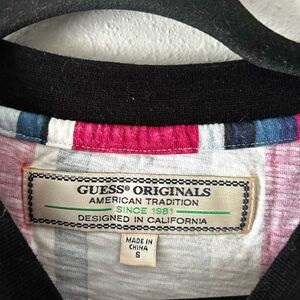 GUESS® ORIGINALS
AMERICAN TRADITION
SINCE 1981
DESIGNED IN CALIFORNIA
MADE IN
CHINA
S